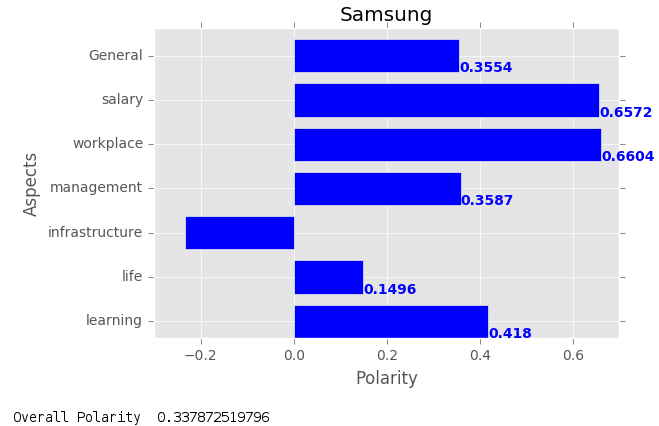 Samsung
General
0.3554
salary
0.6572
workplace
0.6604
management
0.3587
infrastructure
life
0.1496
learning
0.418
Aspects
−0.2 0.0 0.2 0.4 0.6
Polarity
Overall Polarity 0.337872519796